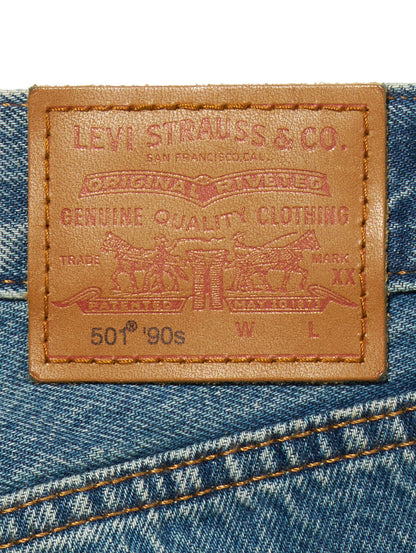 LEVI STRAUSS & CO.
SAN FRANCISCO, CAL.
ORIGINAL RIVETED
GENUINE QUALITY CLOTHING
TRADE MARK
XX
PATENTED MAY 20 1873
501® '90s W L